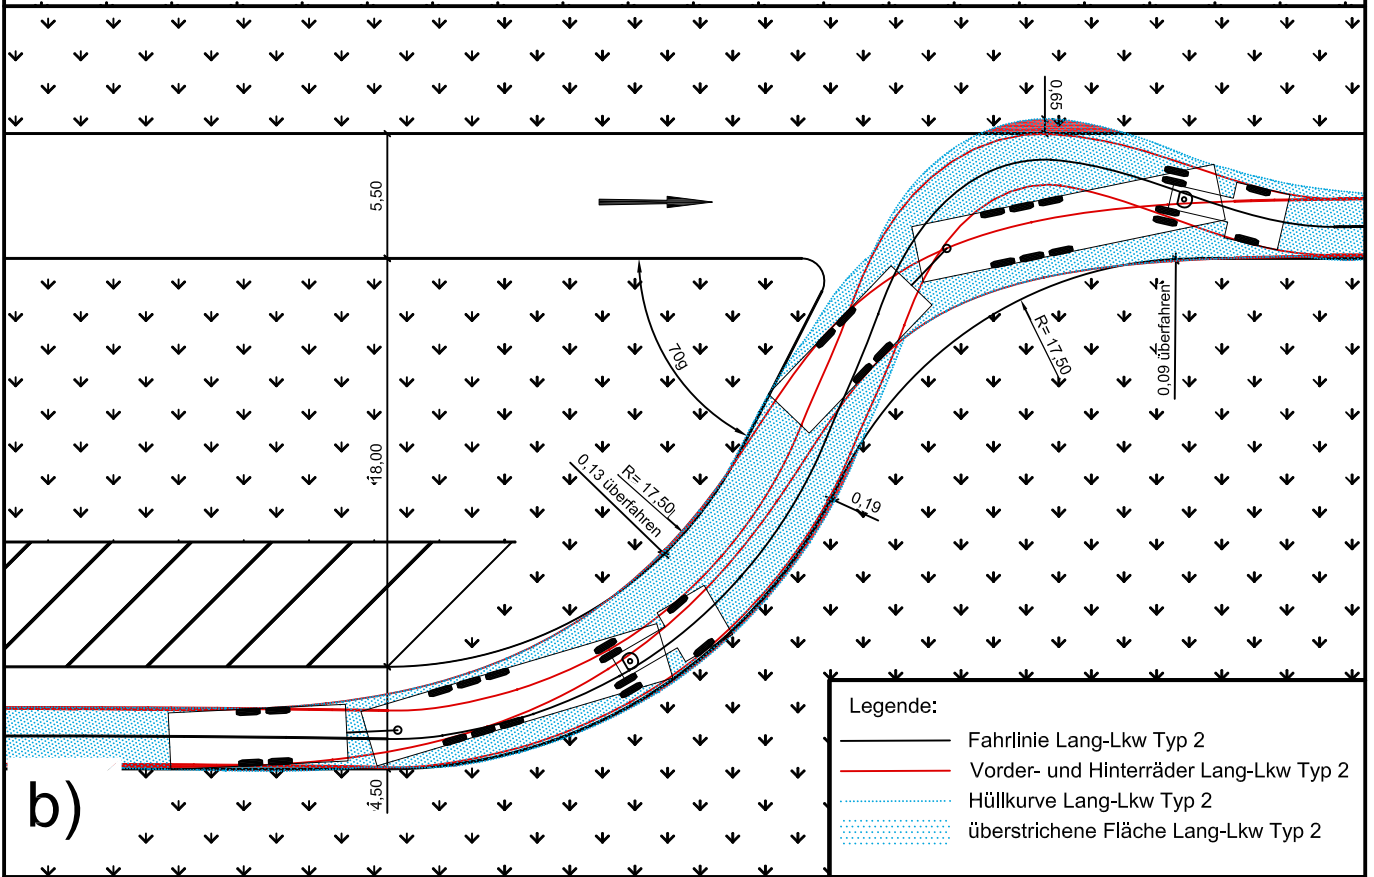 0,65
5,50
70g
R= 17,50
0,09 überfahren
18,00
R= 17,50
0,13 überfahren
0,19
4,50
b)
Legende:
Fahrlinie Lang-Lkw Typ 2
Vorder- und Hinterräder Lang-Lkw Typ 2
Hüllkurve Lang-Lkw Typ 2
überstrichene Fläche Lang-Lkw Typ 2